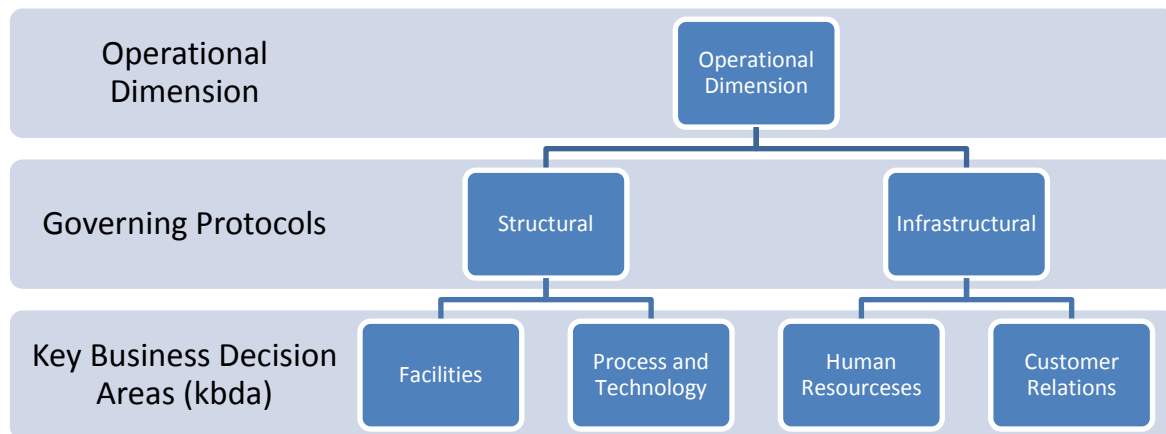 Operational
Dimension
Operational
Dimension
Governing Protocols
Structural
Infrastructural
Key Business Decision
Areas (kbda)
Facilities
Process and
Technology
Human
Resourceses
Customer
Relations